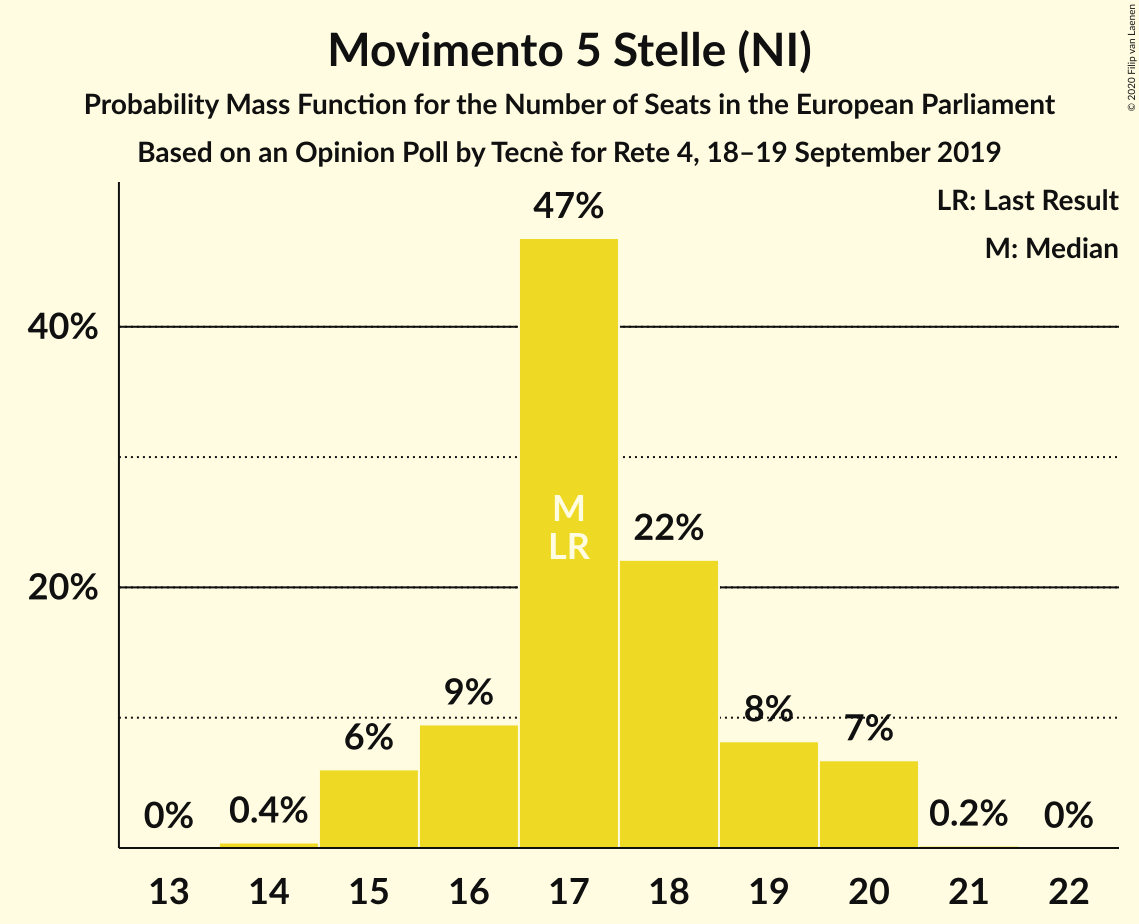 Movimento 5 Stelle (NI)
Probability Mass Function for the Number of Seats in the European Parliament
Based on an Opinion Poll by Tecnè for Rete 4, 18–19 September 2019
© 2020 Filip van Laenen
LR: Last Result
M: Median
47%
40%
M
LR
22%
20%
9%
8%
7%
6%
0%
0.4%
0.2%
0%
13 14 15 16 17 18 19 20 21 22